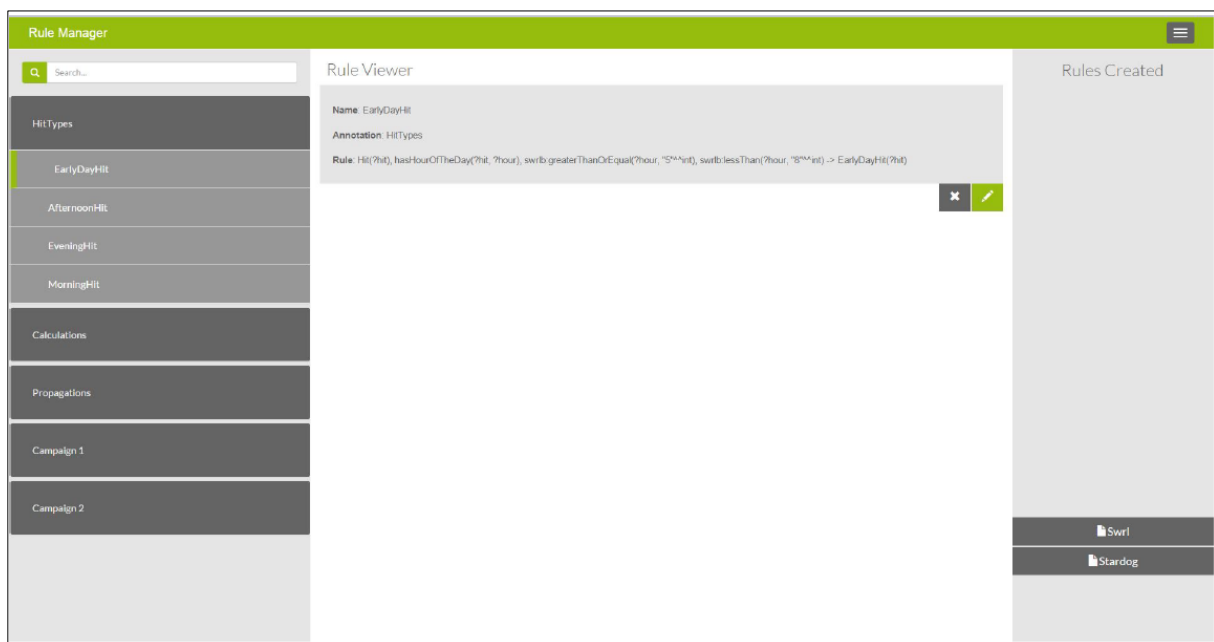 Rule Manager
Search...
HitTypes
EarlyDayHit
AfternoonHit
EveningHit
MorningHit
Calculations
Propagations
Campaign 1
Campaign 2
Rule Viewer
Name: EarlyDayHit
Annotation: HitTypes
Rule: Hit(?hit), hasHourOfTheDay(?hit, ?hour), swrlb:greaterThanOrEqual(?hour, "5"^^int), swrlb:lessThan(?hour, "8"^^int) -> EarlyDayHit(?hit)
Rules Created
Swrl
Stardog